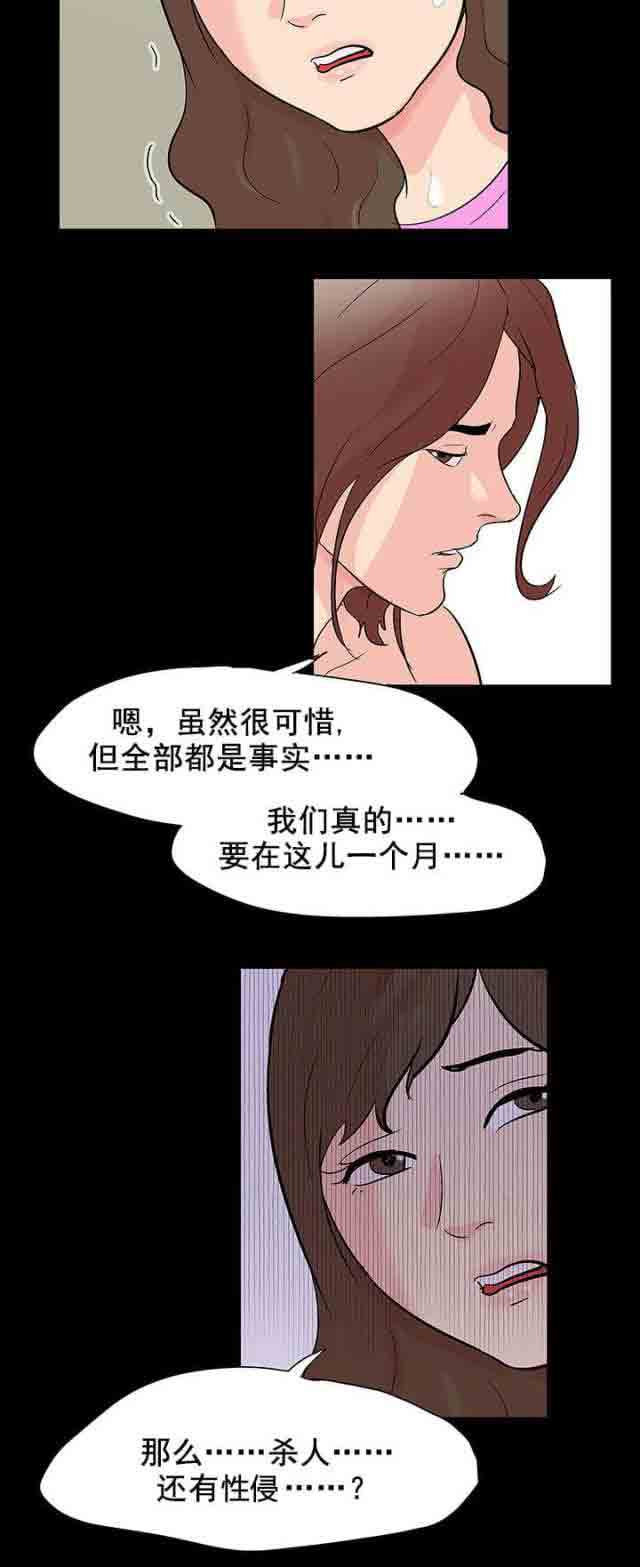 嗯，虽然很可惜,
但全部都是事实……
我们真的……
要在这儿一个月……
那么……杀人……
还有性侵……?